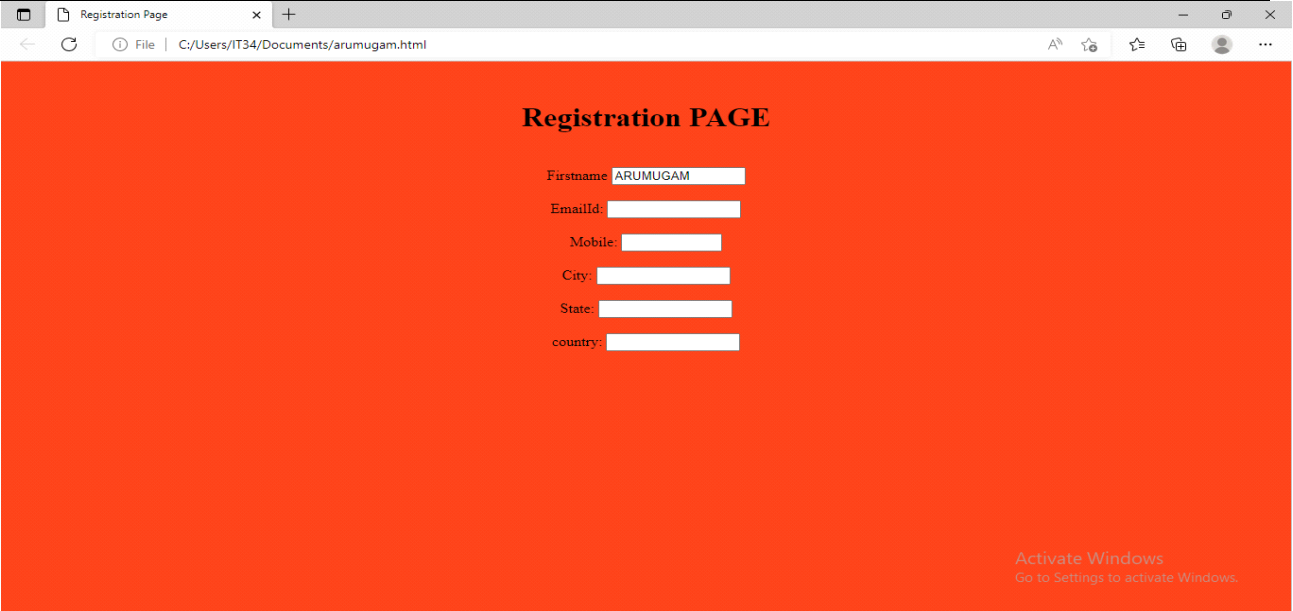 Registration Page
File | C:/Users/IT34/Documents/arumugam.html
Registration PAGE
Firstname ARUMUGAM
EmailId:
Mobile:
City:
State:
country:
Activate Windows
Go to Settings to activate Windows.